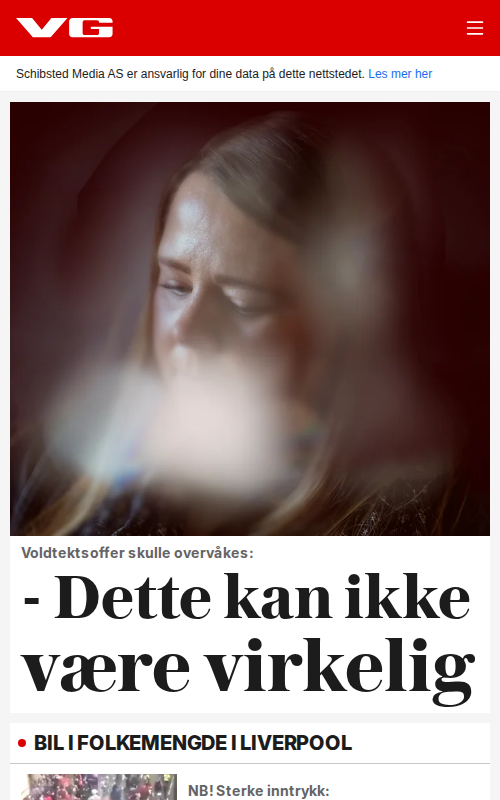 VG
Schibsted Media AS er ansvarlig for dine data på dette nettstedet. Les mer her
Voldtektsoffer skulle overvåkes:
- Dette kan ikke
være virkelig
BIL I FOLKEMENGDE I LIVERPOOL
NB! Sterke inntrykk: